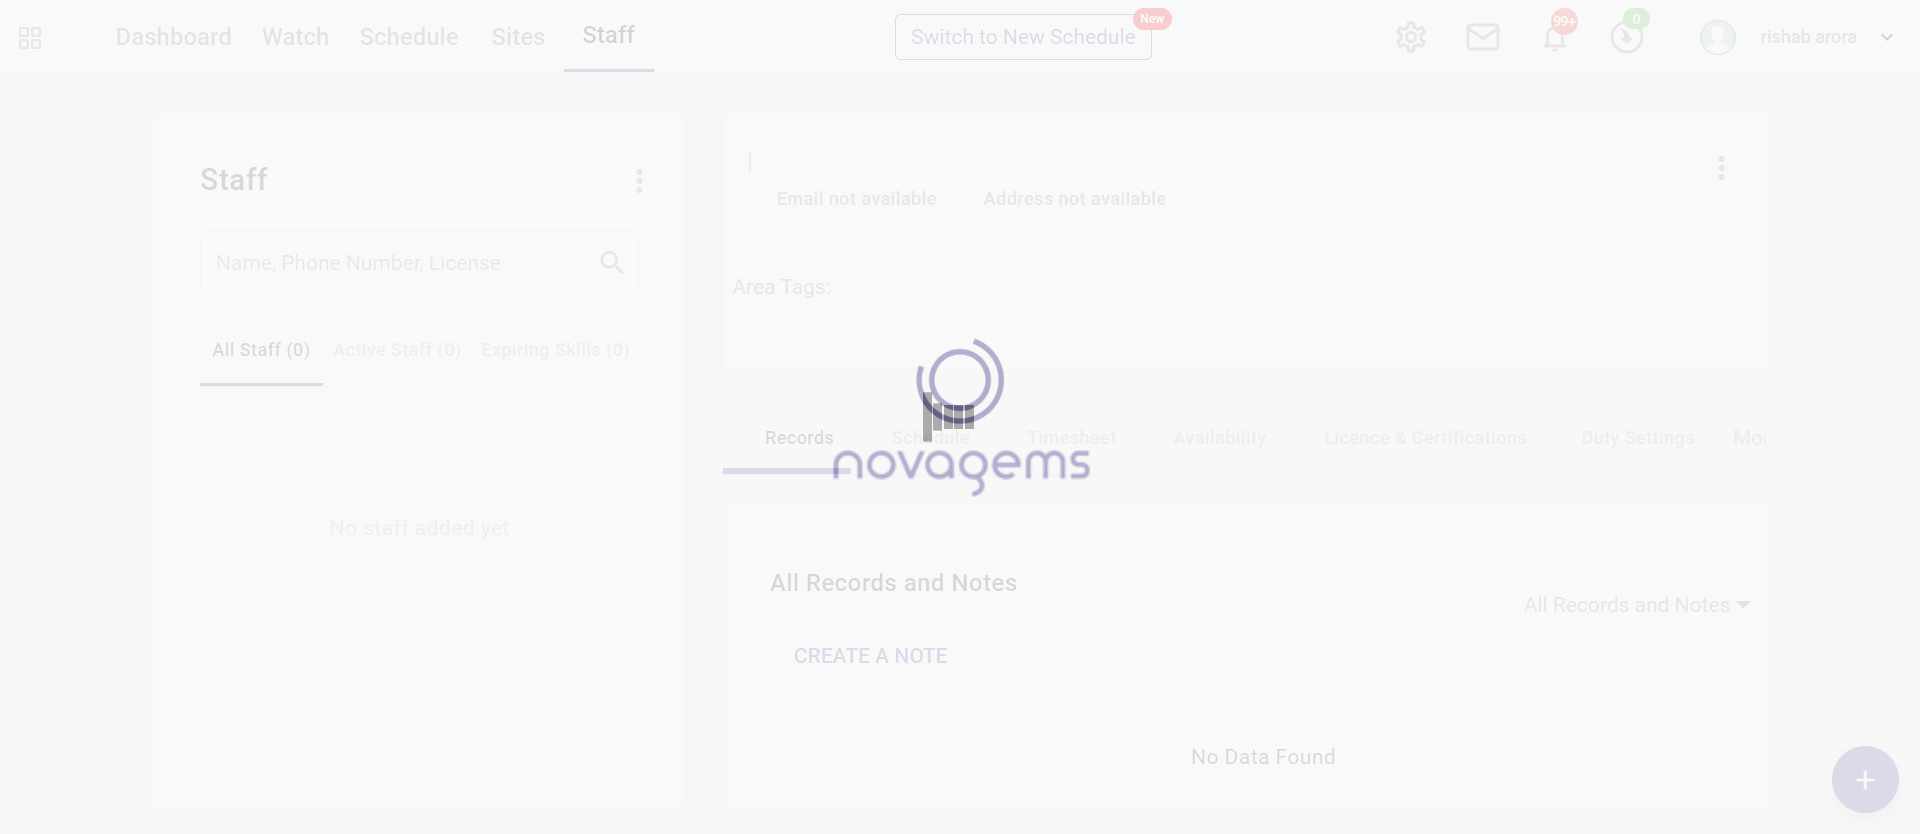 Dashboard Watch Schedule Sites Staff Switch to New Schedule New 99+ 0 rishab arora
Staff
Name, Phone Number, License
All Staff (0) Active Staff (0) Expiring Skills (0)
No staff added yet
Email not available Address not available
Area Tags:
Records Schedule Timesheet Availability Licence & Certifications Duty Settings
novagems
All Records and Notes
All Records and Notes
CREATE A NOTE
No Data Found